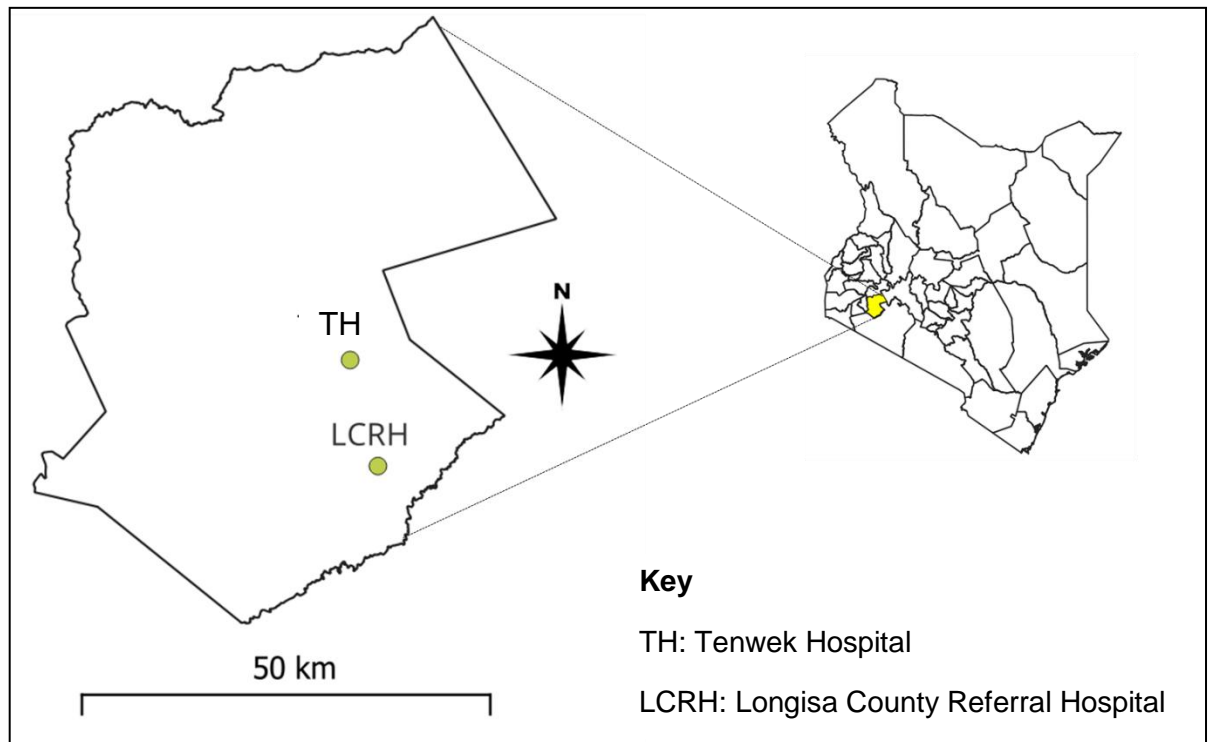 N
TH
LCRH
50 km
Key
TH: Tenwek Hospital
LCRH: Longisa County Referral Hospital